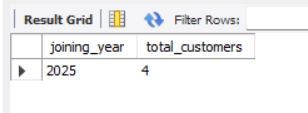 Result Grid Filter Rows:
joining_year total_customers
2025 4